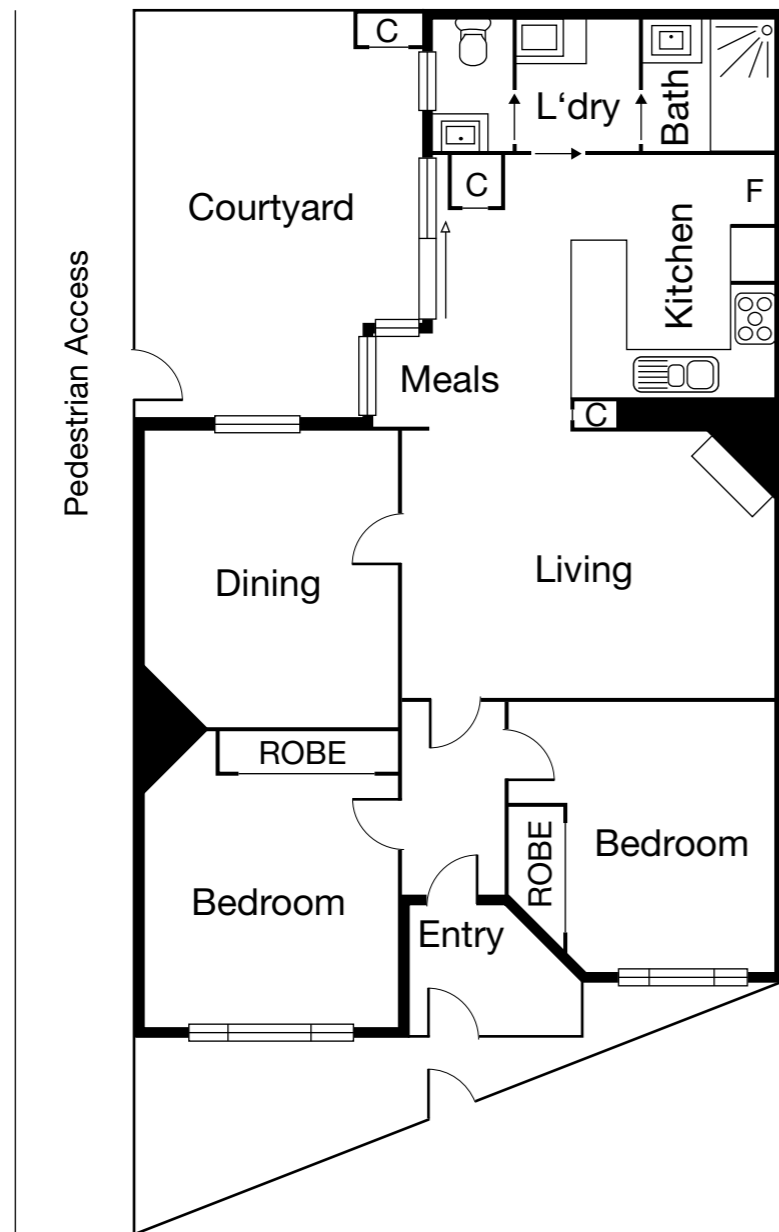 C
L‘dry
Bath
C
F
Courtyard
Kitchen
Pedestrian Access
Meals
C
Dining
Living
ROBE
Bedroom
ROBE
Bedroom
Entry